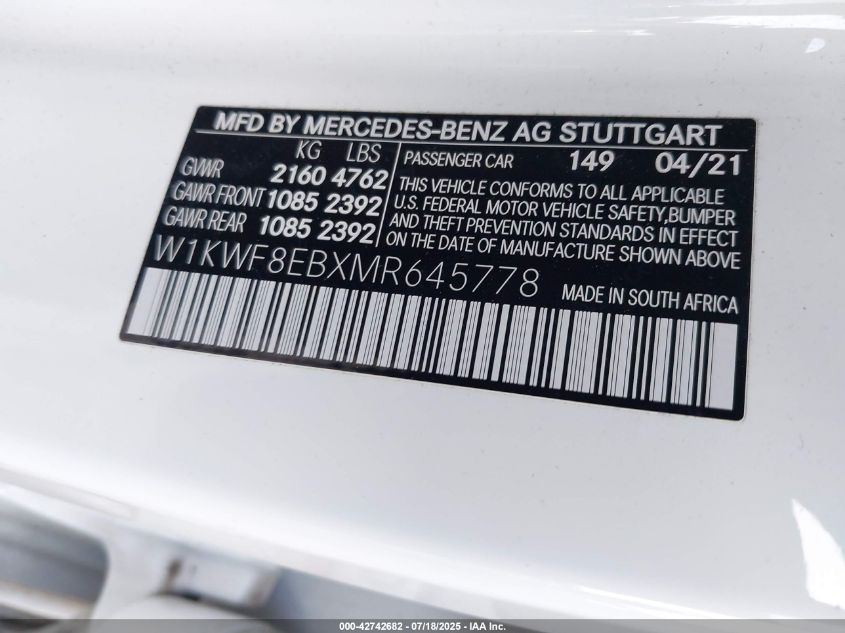 MFD BY MERCEDES-BENZ AG STUTTGART
KG LBS
GVWR 2160 4762
GAWR FRONT 1085 2392
GAWR REAR 1085 2392
PASSENGER CAR 149 04/21
THIS VEHICLE CONFORMS TO ALL APPLICABLE
U.S. FEDERAL MOTOR VEHICLE SAFETY,BUMPER
AND THEFT PREVENTION STANDARDS IN EFFECT
ON THE DATE OF MANUFACTURE SHOWN ABOVE
W1KWF8EBXMR645778
MADE IN SOUTH AFRICA
000-42742682 - 07/18/2025 - IAA Inc.